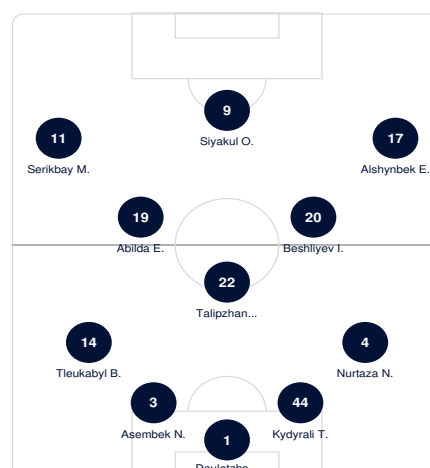 9
Siyakul O.
11
Serikbay M.
17
Alshynbek E.
19
Abilda E.
20
Beshliyev I.
22
Talipzhan...
14
Tleukabyl B.
4
Nurtaza N.
3
Asembek N.
44
Kydyrali T.
1